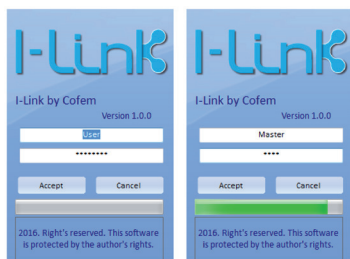 I-Link
I-Link by Cofem
Version 1.0.0
User
********
Accept Cancel
2016. Right's reserved. This software
is protected by the author's rights.
I-Link
I-Link by Cofem
Version 1.0.0
Master
****
Accept Cancel
2016. Right's reserved. This software
is protected by the author's rights.